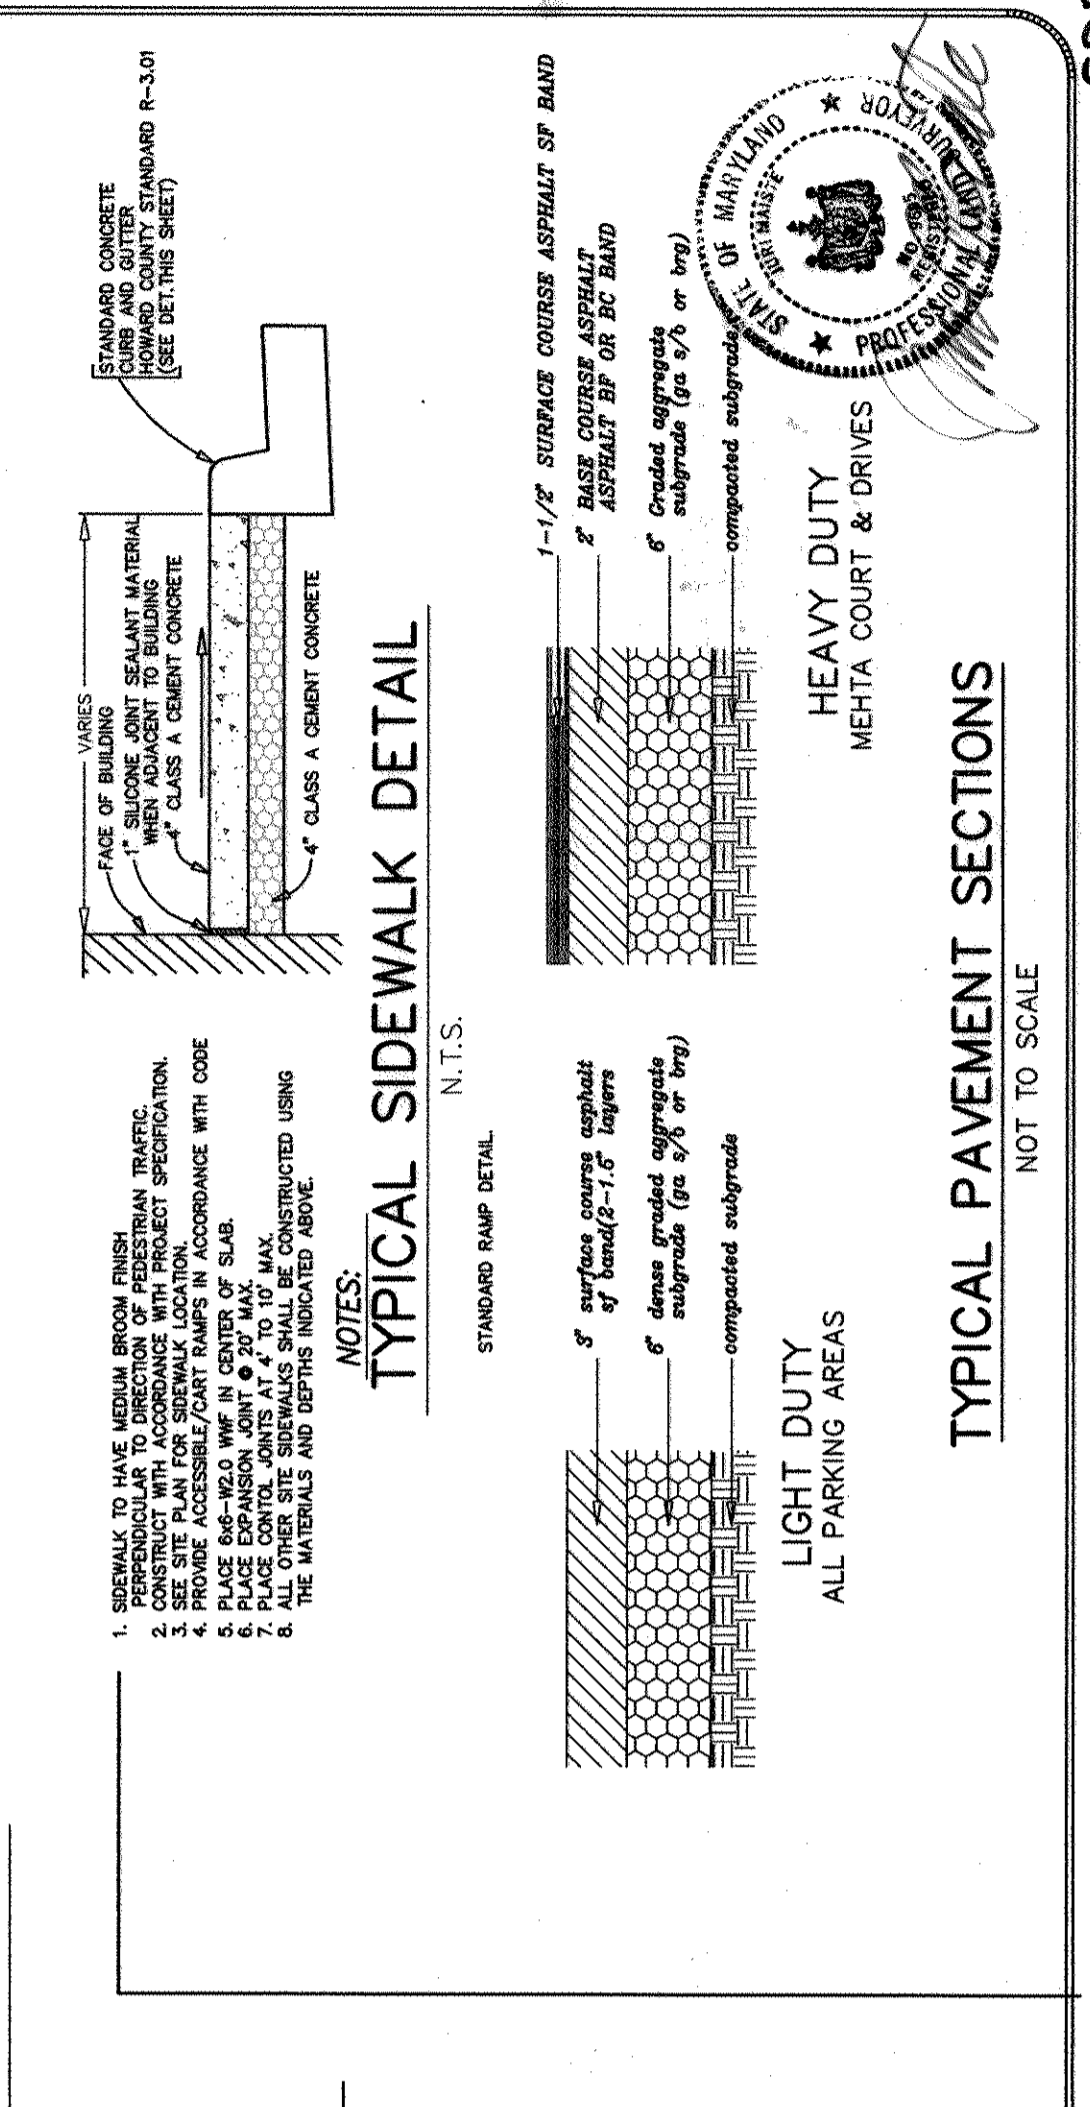 1. SIDEWALK TO HAVE MEDIUM BROOM FINISH
PERPENDICULAR TO DIRECTION OF PEDESTRIAN TRAFFIC.
2. CONSTRUCT WITH ACCORDANCE WITH PROJECT SPECIFICATION.
3. SEE SITE PLAN FOR SIDEWALK LOCATION.
4. PROVIDE ACCESSIBLE/CART RAMPS IN ACCORDANCE WITH CODE
5. PLACE 6x6-W2.0 WWF IN CENTER OF SLAB.
6. PLACE EXPANSION JOINT @ 20' MAX.
7. PLACE CONTOL JOINTS AT 4' TO 10' MAX.
8. ALL OTHER SITE SIDEWALKS SHALL BE CONSTRUCTED USING
THE MATERIALS AND DEPTHS INDICATED ABOVE.
VARIES
FACE OF BUILDING
1" SILICONE JOINT SEALANT MATERIAL
WHEN ADJACENT TO BUILDING
4" CLASS A CEMENT CONCRETE
4" CLASS A CEMENT CONCRETE
STANDARD CONCRETE
CURB AND GUTTER
HOWARD COUNTY STANDARD R-3.01
(SEE DET.THIS SHEET)
NOTES:
TYPICAL SIDEWALK DETAIL
N.T.S.
STANDARD RAMP DETAIL.
3" surface course asphalt
sf band(2-1.5" layers
6" dense graded aggregate
subgrade (ga s/b or brg)
compacted subgrade
LIGHT DUTY
ALL PARKING AREAS
1-1/2" SURFACE COURSE ASPHALT SF BAND
2" BASE COURSE ASPHALT
ASPHALT BF OR BC BAND
6" Graded aggregate
subgrade (ga s/b or brg)
compacted subgrade
HEAVY DUTY
MEHTA COURT & DRIVES
TYPICAL PAVEMENT SECTIONS
NOT TO SCALE
STATE OF MARYLAND
PROFESSIONAL LAND SURVEYOR